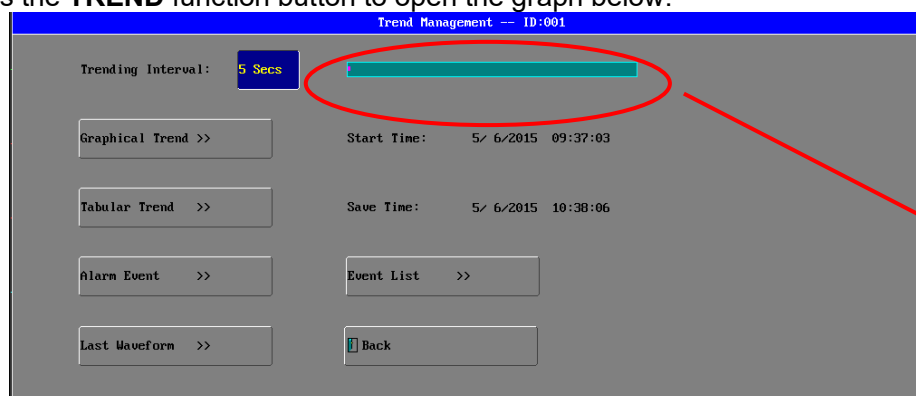 s the TREND function button to open the graph below.
Trend Management -- ID:001
Trending Interval: 5 Secs
Graphical Trend >> Start Time: 5/ 6/2015 09:37:03
Tabular Trend >> Save Time: 5/ 6/2015 10:38:06
Alarm Event >> Event List >>
Last Waveform >> Back